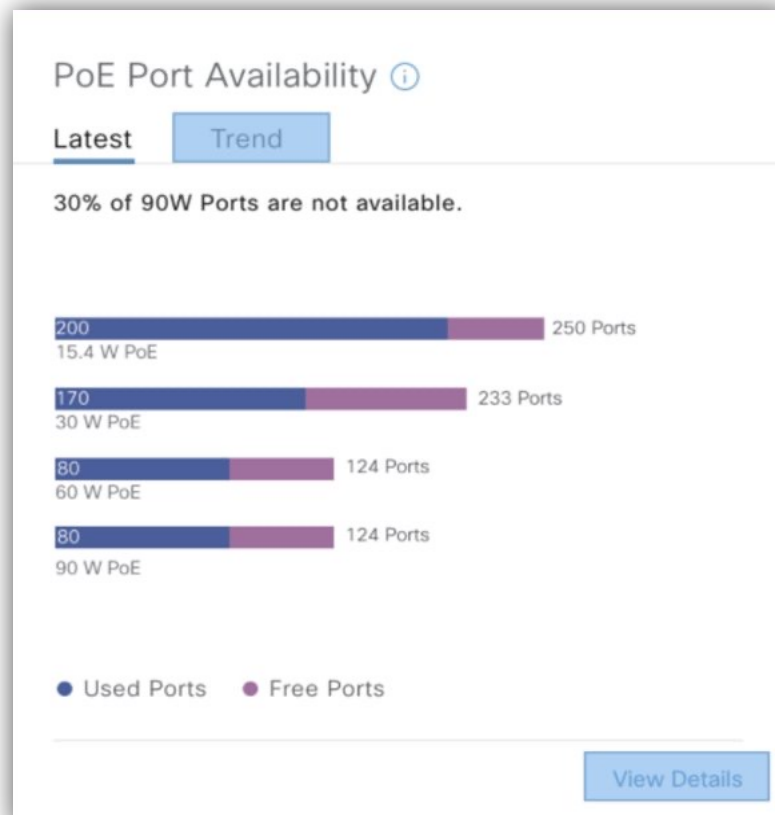 PoE Port Availability
Latest Trend
30% of 90W Ports are not available.
200 250 Ports
15.4 W PoE
170 233 Ports
30 W PoE
80 124 Ports
60 W PoE
80 124 Ports
90 W PoE
Used Ports Free Ports
View Details